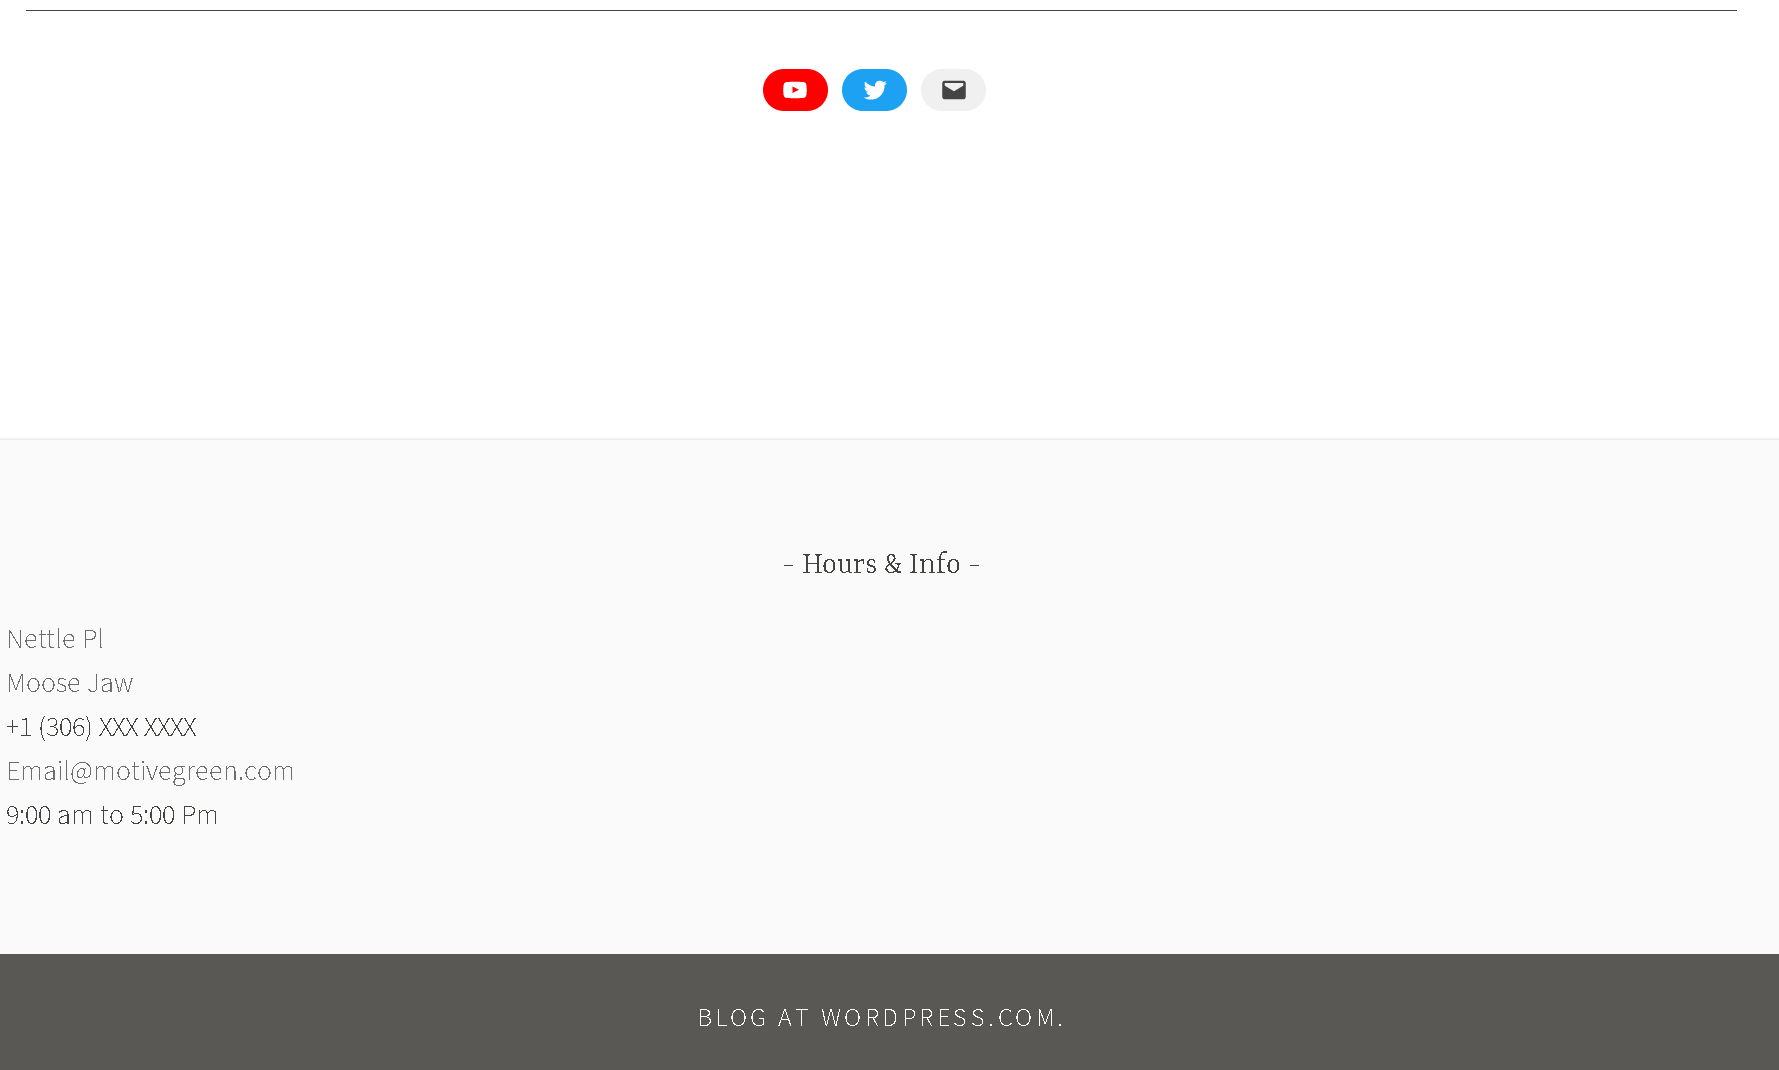 – Hours & Info –
Nettle Pl
Moose Jaw
+1 (306) XXX XXXX
Email@motivegreen.com
9:00 am to 5:00 Pm
BLOG AT WORDPRESS.COM.